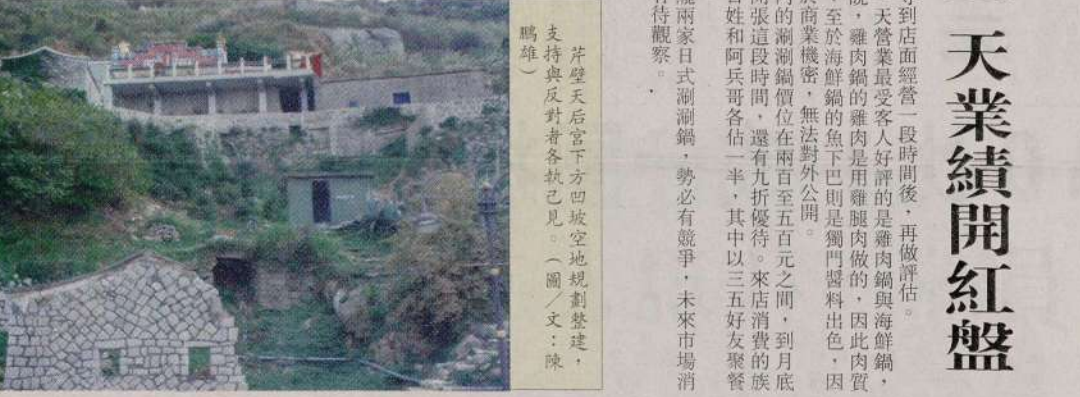 天業績開紅盤
到店面經營一段時間後，再做評估。
天營業最受客人好評的是雞肉鍋與海鮮鍋，
，雞肉鍋的雞肉是用雞腿肉做的，因此肉質
，至於海鮮鍋的魚下巴則是獨門醬料出色，因
商業機密，無法對外公開。
的涮涮鍋價位在兩百至五百元之間，到月底
張這段時間，還有九折優待。來店消費的族
姓和阿兵哥各佔一半，其中以三五好友聚餐
兩家日式涮涮鍋，勢必有競爭，未來市場消
待觀察。
芹壁天后宮下方凹坡空地規劃整建，
支持與反對者各執己見。（圖／文：陳
鵬雄）